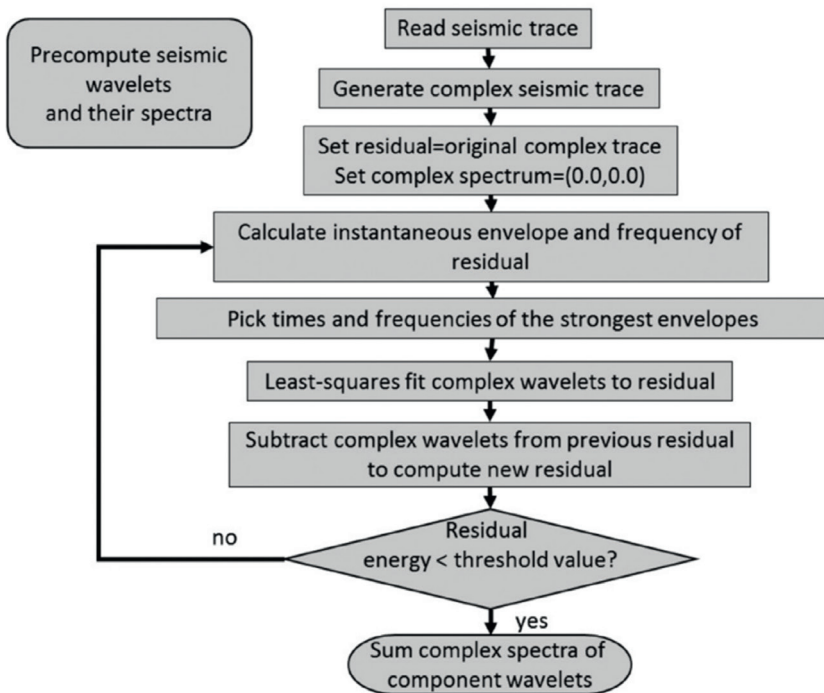 Precompute seismic
wavelets
and their spectra
Read seismic trace
Generate complex seismic trace
Set residual=original complex trace
Set complex spectrum=(0.0,0.0)
Calculate instantaneous envelope and frequency of
residual
Pick times and frequencies of the strongest envelopes
Least-squares fit complex wavelets to residual
Subtract complex wavelets from previous residual
to compute new residual
Residual
energy < threshold value?
no
yes
Sum complex spectra of
component wavelets